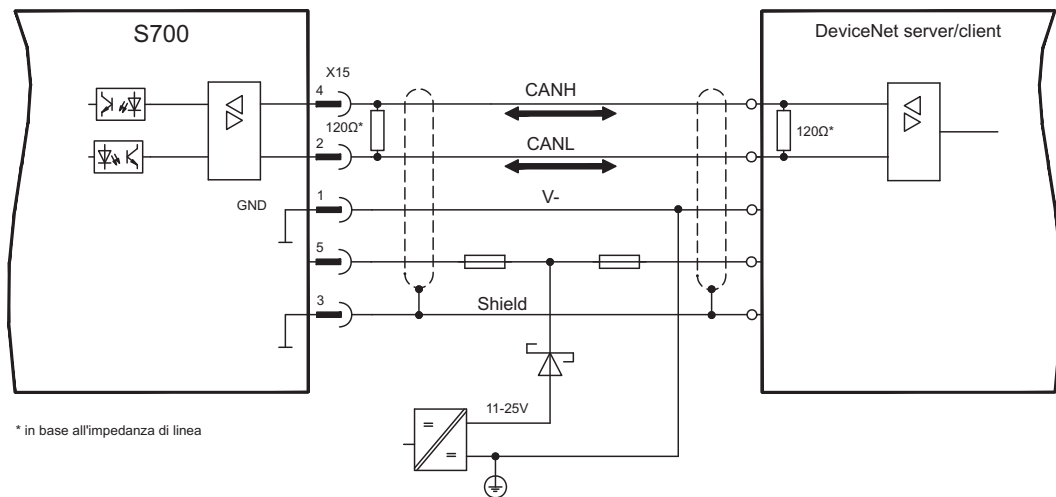 S700
DeviceNet server/client
X15
4
CANH
120Ω*
120Ω*
2
CANL
1
GND
V-
5
3
Shield
11-25V
* in base all'impedanza di linea